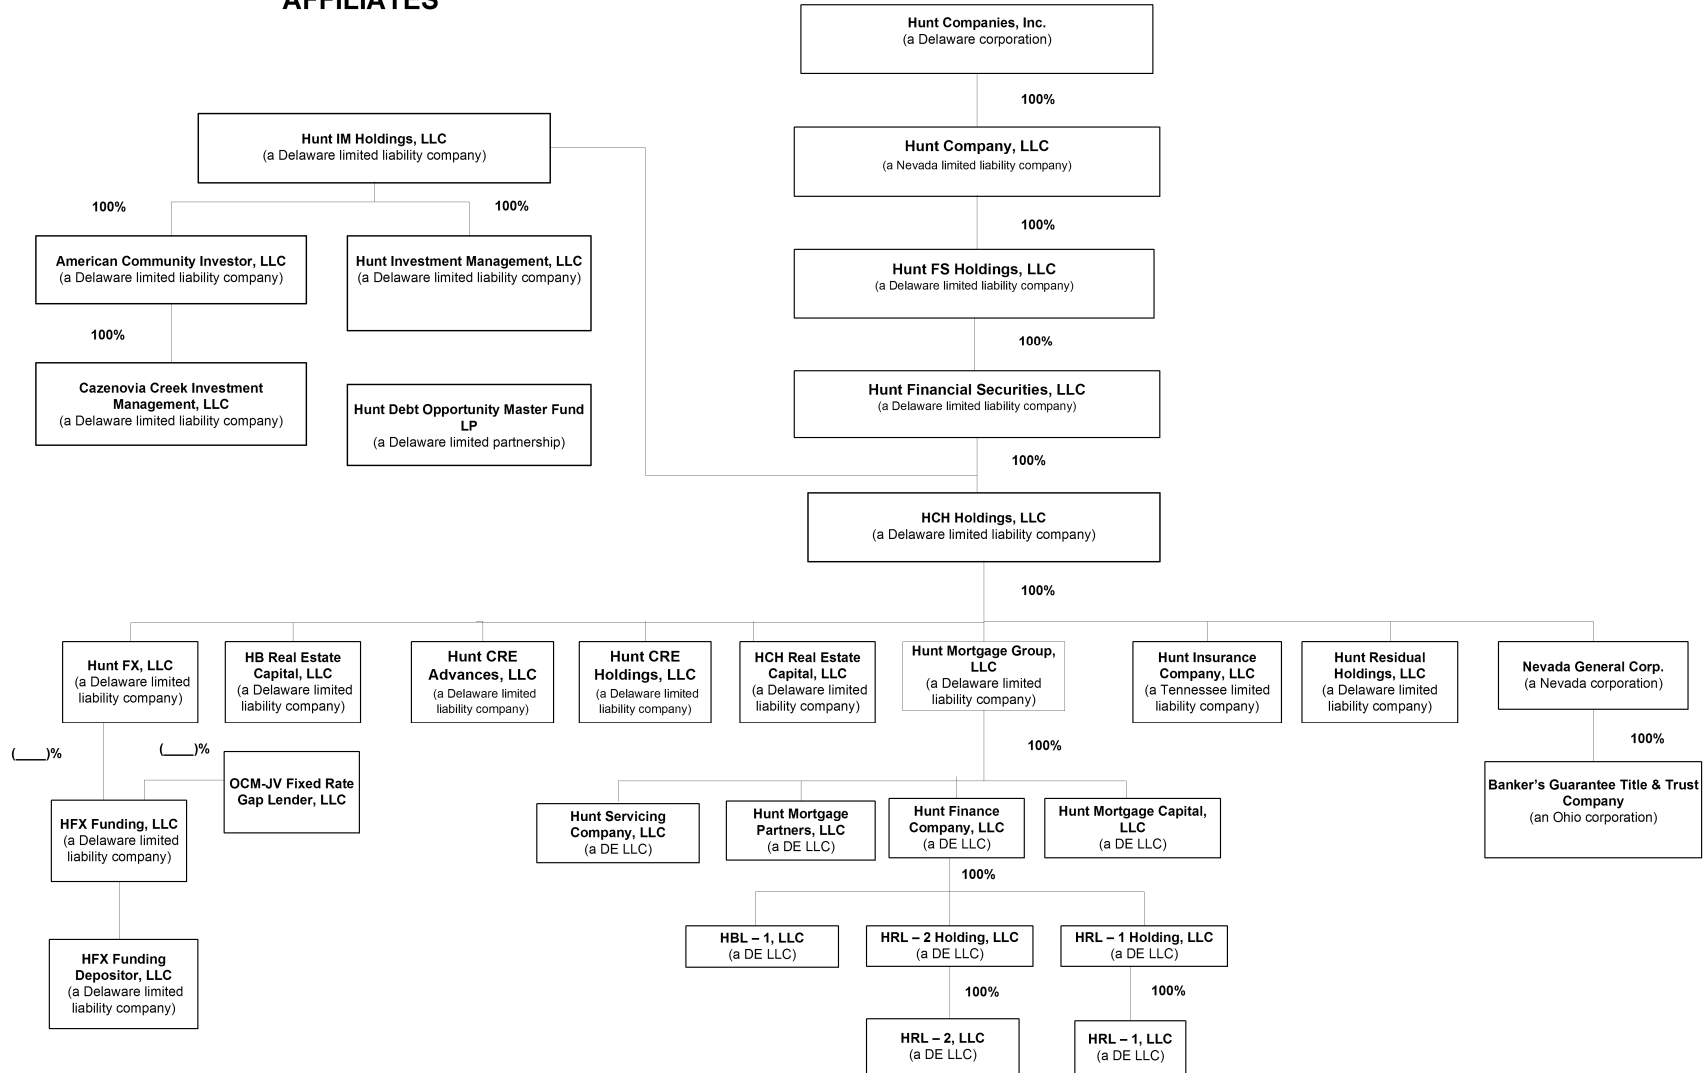 AFFILIATES
Hunt Companies, Inc.
(a Delaware corporation)
100%
Hunt IM Holdings, LLC
(a Delaware limited liability company)
Hunt Company, LLC
(a Nevada limited liability company)
100%
100%
100%
American Community Investor, LLC
(a Delaware limited liability company)
Hunt Investment Management, LLC
(a Delaware limited liability company)
Hunt FS Holdings, LLC
(a Delaware limited liability company)
100%
100%
Cazenovia Creek Investment
Management, LLC
(a Delaware limited liability company)
Hunt Debt Opportunity Master Fund
LP
(a Delaware limited partnership)
Hunt Financial Securities, LLC
(a Delaware limited liability company)
100%
HCH Holdings, LLC
(a Delaware limited liability company)
100%
Hunt FX, LLC
(a Delaware limited
liability company)
HB Real Estate
Capital, LLC
(a Delaware limited
liability company)
Hunt CRE
Advances, LLC
(a Delaware limited
liability company)
Hunt CRE
Holdings, LLC
(a Delaware limited
liability company)
HCH Real Estate
Capital, LLC
(a Delaware limited
liability company)
Hunt Mortgage Group,
LLC
(a Delaware limited
liability company)
Hunt Insurance
Company, LLC
(a Tennessee limited
liability company)
Hunt Residual
Holdings, LLC
(a Delaware limited
liability company)
Nevada General Corp.
(a Nevada corporation)
(____)%
(____)%
100%
100%
OCM-JV Fixed Rate
Gap Lender, LLC
HFX Funding, LLC
(a Delaware limited
liability company)
Hunt Servicing
Company, LLC
(a DE LLC)
Hunt Mortgage
Partners, LLC
(a DE LLC)
Hunt Finance
Company, LLC
(a DE LLC)
Hunt Mortgage Capital,
LLC
(a DE LLC)
Banker’s Guarantee Title & Trust
Company
(an Ohio corporation)
100%
HFX Funding
Depositor, LLC
(a Delaware limited
liability company)
HBL – 1, LLC
(a DE LLC)
HRL – 2 Holding, LLC
(a DE LLC)
HRL – 1 Holding, LLC
(a DE LLC)
100%
100%
HRL – 2, LLC
(a DE LLC)
HRL – 1, LLC
(a DE LLC)